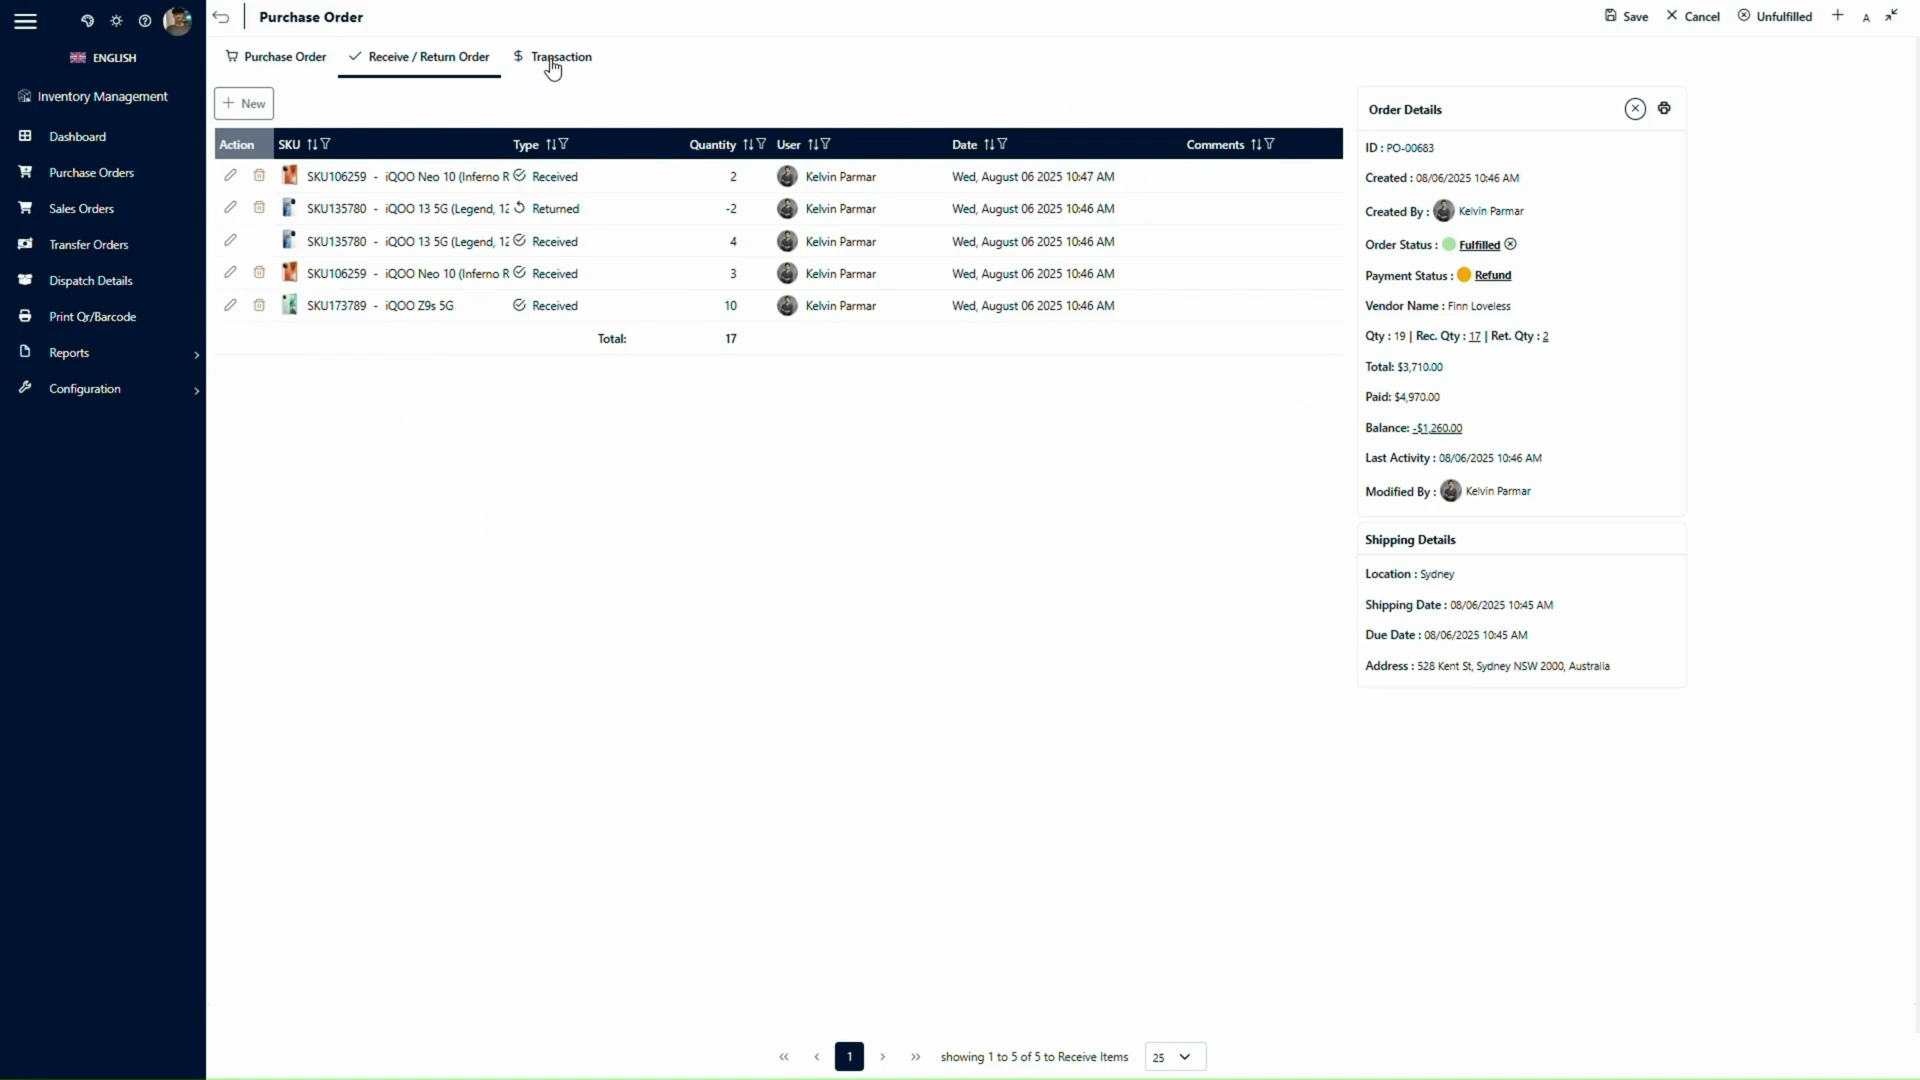 Purchase Order
Save
Cancel
Unfulfilled
A
ENGLISH
Inventory Management
Dashboard
Purchase Orders
Sales Orders
Transfer Orders
Dispatch Details
Print Qr/Barcode
Reports
Configuration
Purchase Order
Receive / Return Order
$ Transaction
+ New
Action SKU Type Quantity User Date Comments
SKU106259 - iQOO Neo 10 (Inferno R Received 2 Kelvin Parmar Wed, August 06 2025 10:47 AM
SKU135780 - iQOO 13 5G (Legend, 12 Returned -2 Kelvin Parmar Wed, August 06 2025 10:46 AM
SKU135780 - iQOO 13 5G (Legend, 12 Received 4 Kelvin Parmar Wed, August 06 2025 10:46 AM
SKU106259 - iQOO Neo 10 (Inferno R Received 3 Kelvin Parmar Wed, August 06 2025 10:46 AM
SKU173789 - iQOO Z9s 5G Received 10 Kelvin Parmar Wed, August 06 2025 10:46 AM
Total: 17
Order Details
ID : PO-00683
Created : 08/06/2025 10:46 AM
Created By : Kelvin Parmar
Order Status : Fulfilled
Payment Status : Refund
Vendor Name : Finn Loveless
Qty : 19 | Rec. Qty : 17 | Ret. Qty : 2
Total: $3,710.00
Paid: $4,970.00
Balance: -$1,260.00
Last Activity : 08/06/2025 10:46 AM
Modified By : Kelvin Parmar
Shipping Details
Location : Sydney
Shipping Date : 08/06/2025 10:45 AM
Due Date : 08/06/2025 10:45 AM
Address : 528 Kent St, Sydney NSW 2000, Australia
« ‹ 1 › » showing 1 to 5 of 5 to Receive Items 25